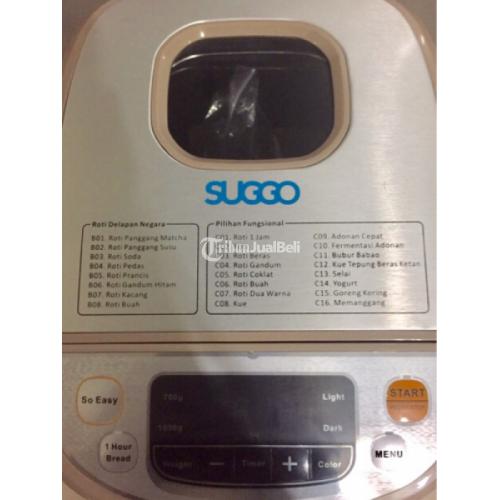 SUGGO
Roti Delapan Negara
B01. Roti Panggang Matcha
B02. Roti Panggang Susu
B03. Roti Soda
B04. Roti Pedas
B05. Roti Prancis
B06. Roti Gandum Hitam
B07. Roti Kacang
B08. Roti Buah
Pilihan Fungsional
C01. Roti 1 Jam
C03. Roti Beras
C04. Roti Gandum
C05. Roti Coklat
C06. Roti Buah
C07. Roti Dua Warna
C08. Kue
C09. Adonan Cepat
C10. Fermentasi Adonan
C11. Bubur Babao
C12. Kue Tepung Beras Ketan
C13. Selai
C14. Yogurt
C15. Goreng Kering
C16. Memanggang
TribunJualBeli
So Easy
1 Hour
Bread
700g
Light
1000g
Dark
Weight
−
Timer
+
Color
START
MENU